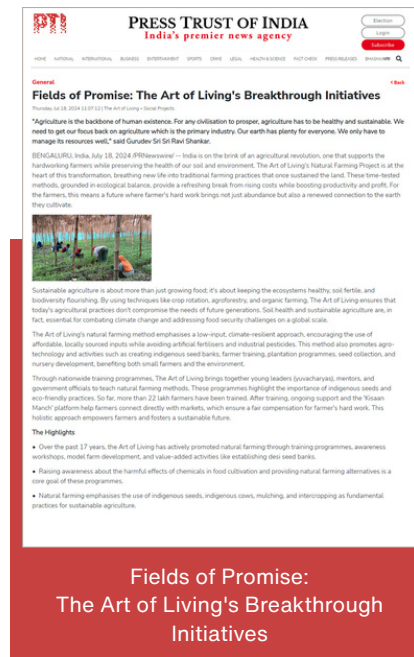 PTI
PRESS TRUST OF INDIA
India's premier news agency
Election
Login
Subscribe
HOME NATIONAL INTERNATIONAL BUSINESS ENTERTAINMENT SPORTS CRIME LEGAL HEALTH&SCIENCE FACT CHECK PRESS RELEASES
General
< Back
Fields of Promise: The Art of Living's Breakthrough Initiatives
Thursday, Jul 18, 2024 11:07:12 | The Art of Living - Social Projects
"Agriculture is the backbone of human existence. For any civilisation to prosper, agriculture has to be healthy and sustainable. We
need to get our focus back on agriculture which is the primary industry. Our earth has plenty for everyone. We only have to
manage its resources well," said Gurudev Sri Sri Ravi Shankar.
BENGALURU, India, July 18, 2024 /PRNewswire/ -- India is on the brink of an agricultural revolution, one that supports the
hardworking farmers while preserving the health of our soil and environment. The Art of Living's Natural Farming Project is at the
heart of this transformation, breathing new life into traditional farming practices that once sustained the land. These time-tested
methods, grounded in ecological balance, provide a refreshing break from rising costs while boosting productivity and profit. For
the farmers, this means a future where farmer's hard work brings not just abundance but also a renewed connection to the earth
they cultivate.
Sustainable agriculture is about more than just growing food; it's about keeping the ecosystems healthy, soil fertile, and
biodiversity flourishing. By using techniques like crop rotation, agroforestry, and organic farming, The Art of Living ensures that
today's agricultural practices don't compromise the needs of future generations. Soil health and sustainable agriculture are, in
fact, essential for combating climate change and addressing food security challenges on a global scale.
The Art of Living's natural farming method emphasises a low-input, climate-resilient approach, encouraging the use of
affordable, locally sourced inputs while avoiding artificial fertilisers and industrial pesticides. This method also promotes agro-
technology and activities such as creating indigenous seed banks, farmer training, plantation programmes, seed collection, and
nursery development, benefiting both small farmers and the environment.
Through nationwide training programmes, The Art of Living brings together young leaders (yuvacharyas), mentors, and
government officials to teach natural farming methods. These programmes highlight the importance of indigenous seeds and
eco-friendly practices. So far, more than 22 lakh farmers have been trained. After training, ongoing support and the 'Kisaan
Manch' platform help farmers connect directly with markets, which ensure a fair compensation for farmer's hard work. This
holistic approach empowers farmers and fosters a sustainable future.
The Highlights
• Over the past 17 years, the Art of Living has actively promoted natural farming through training programmes, awareness
workshops, model farm development, and value-added activities like establishing desi seed banks.
• Raising awareness about the harmful effects of chemicals in food cultivation and providing natural farming alternatives is a
core goal of these programmes.
• Natural farming emphasises the use of indigenous seeds, indigenous cows, mulching, and intercropping as fundamental
practices for sustainable agriculture.
Fields of Promise:
The Art of Living's Breakthrough
Initiatives